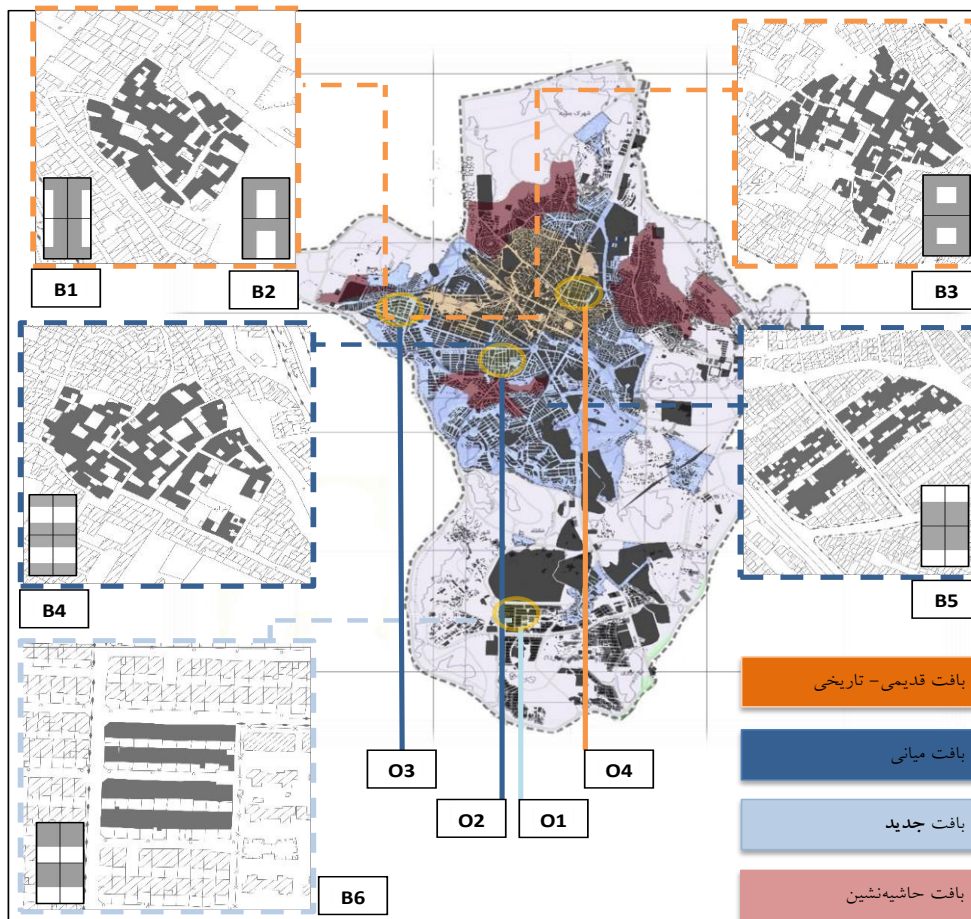 B1
B2
B3
B4
B5
B6
O3
O4
O2
O1
بافت قدیمی- تاریخی
بافت میانی
بافت جدید
بافت حاشیه‌نشین